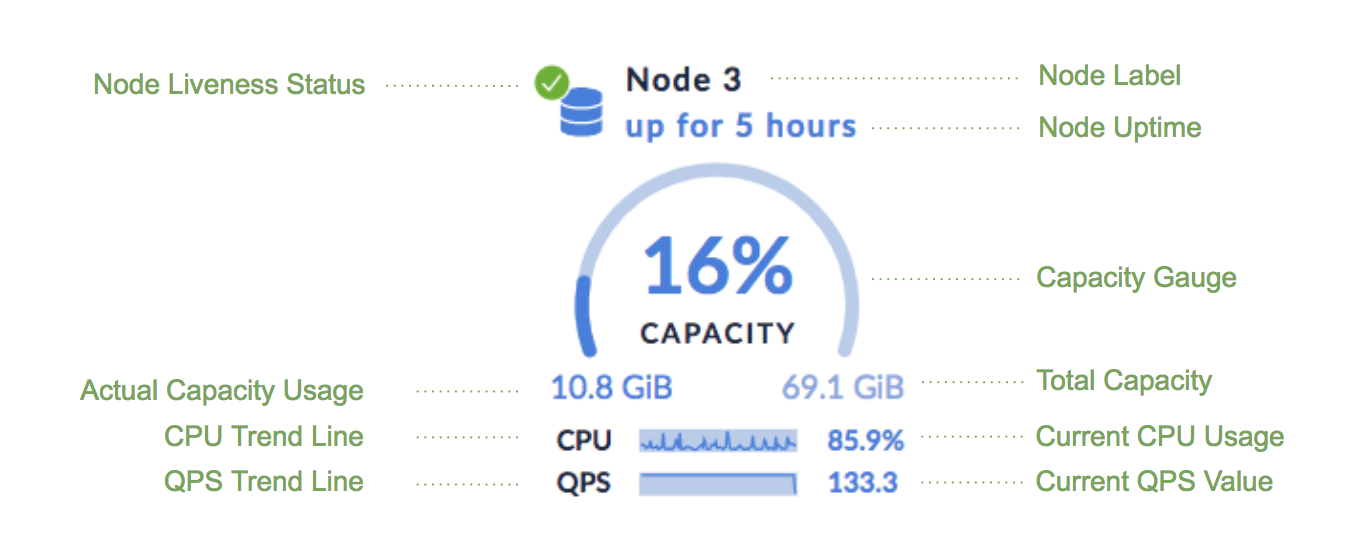 Node Liveness Status
Node 3
Node Label
up for 5 hours
Node Uptime
16%
CAPACITY
Capacity Gauge
Actual Capacity Usage
10.8 GiB
69.1 GiB
Total Capacity
CPU Trend Line
CPU
85.9%
Current CPU Usage
QPS Trend Line
QPS
133.3
Current QPS Value